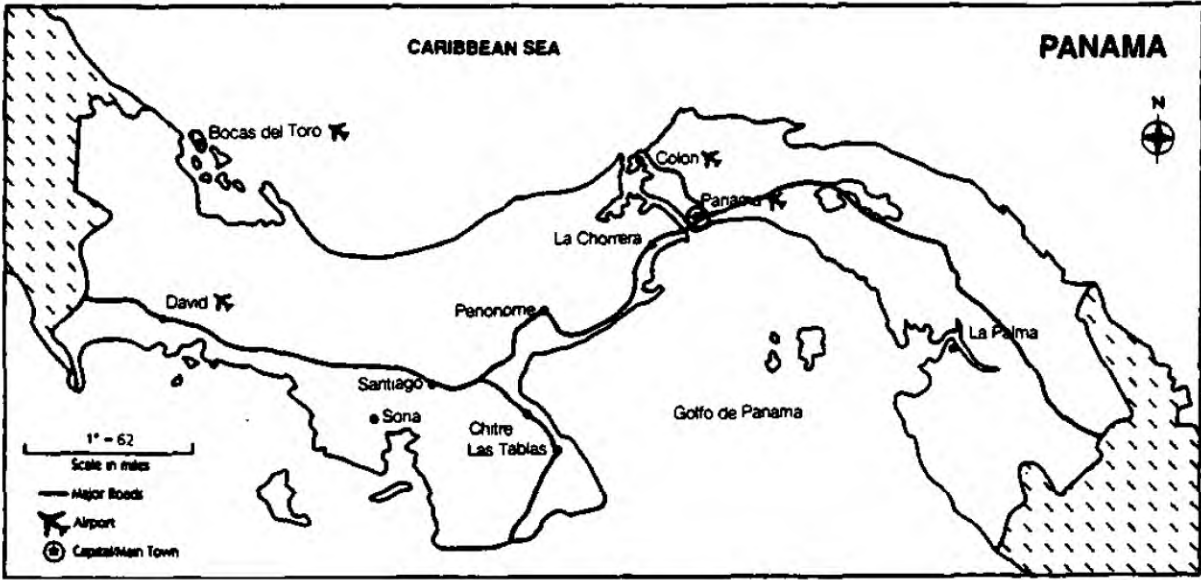 CARIBBEAN SEA
PANAMA
N
Bocas del Toro
Colon
Panama
La Chorrera
David
Penonome
La Palma
Santiago
Sona
Golfo de Panama
Chitre
Las Tablas
1" = 62
Scale in miles
Major Roads
Airport
Capital/Main Town